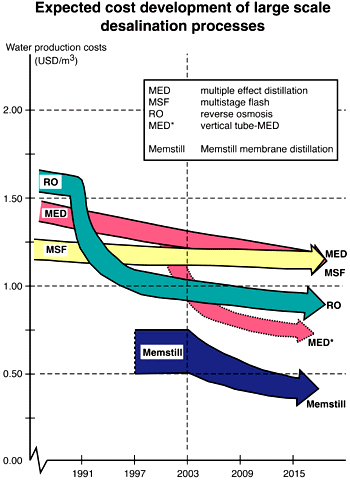 Expected cost development of large scale
desalination processes
Water production costs
(USD/m³)
MED multiple effect distillation
MSF multistage flash
RO reverse osmosis
MED* vertical tube-MED
Memstill Memstill membrane distillation
2.00
RO
1.50
MED
MSF
MED
MSF
1.00
RO
MED*
Memstill
0.50
Memstill
0.00
1991 1997 2003 2009 2015